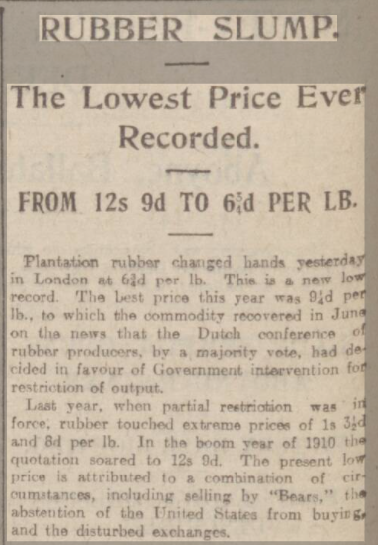 RUBBER SLUMP.
The Lowest Price Ever
Recorded.
FROM 12s 9d TO 6¾d PER LB.
Plantation rubber changed hands yesterday
in London at 6¾d per lb. This is a new low
record. The best price this year was 9¼d per
lb., to which the commodity recovered in June
on the news that the Dutch conference of
rubber producers, by a majority vote, had de-
cided in favour of Government intervention for
restriction of output.
Last year, when partial restriction was in
force, rubber touched extreme prices of 1s 3½d
and 8d per lb. In the boom year of 1910 the
quotation soared to 12s 9d. The present low
price is attributed to a combination of cir-
cumstances, including selling by "Bears," the
abstention of the United States from buying,
and the disturbed exchanges.